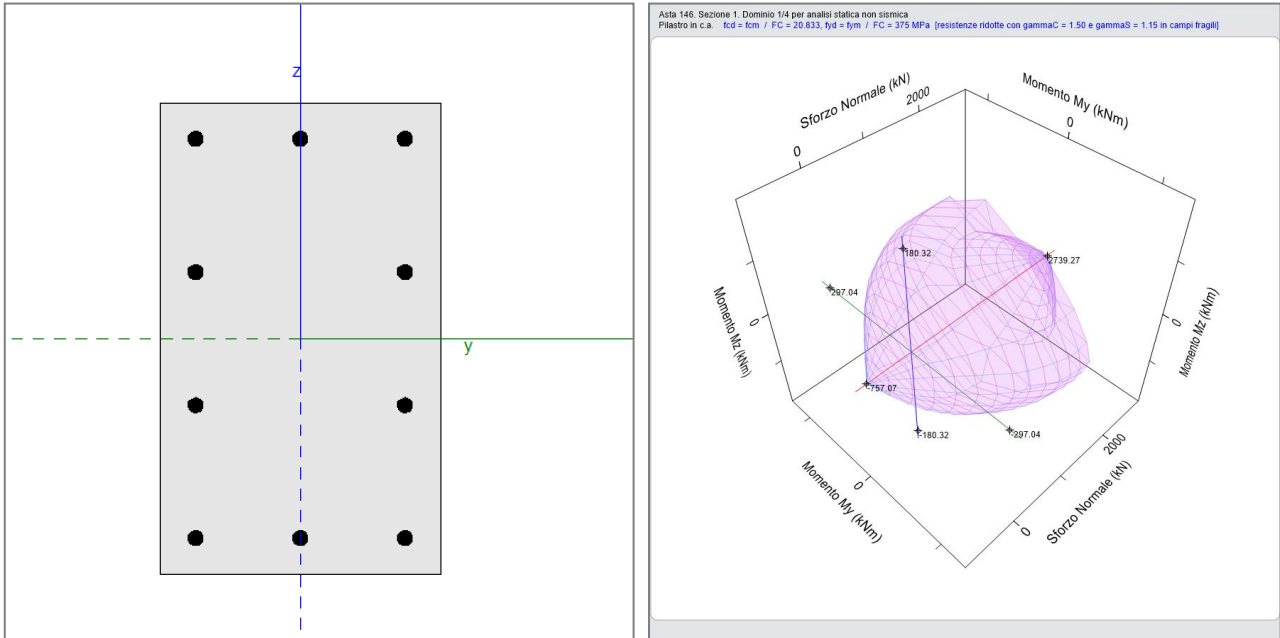 z
y
Asta 146. Sezione 1. Dominio 1/4 per analisi statica non sismica
Pilastro in c.a. fcd = fcm / FC = 20.833, fyd = fym / FC = 375 MPa [resistenze ridotte con gammaC = 1.50 e gammaS = 1.15 in campi fragili]
Sforzo Normale (kN)
0
2000
Momento My (kNm)
0
Momento Mz (kNm)
0
Momento Mz (kNm)
0
180.32
2739.27
297.04
-757.07
-180.32
-297.04
Momento My (kNm)
0
Sforzo Normale (kN)
0
2000